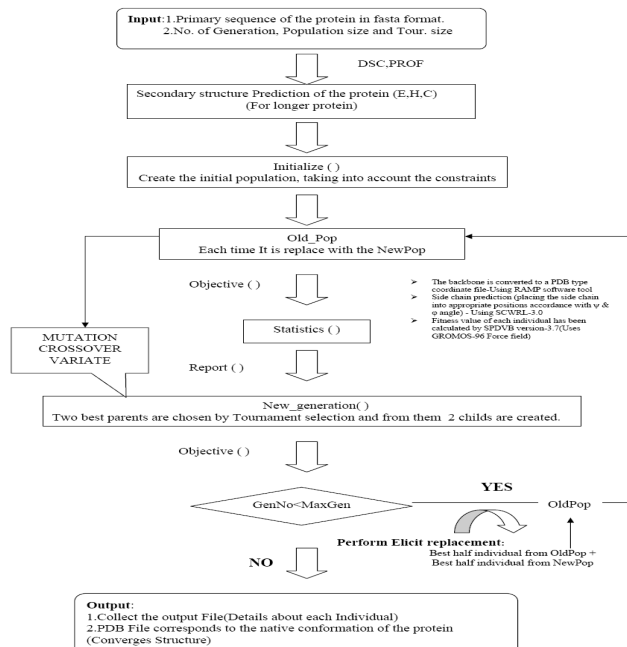 Input:1.Primary sequence of the protein in fasta format.
2.No. of Generation, Population size and Tour. size
DSC,PROF
Secondary structure Prediction of the protein (E,H,C)
(For longer protein)
Initialize ( )
Create the initial population, taking into account the constraints
Old_Pop
Each time It is replace with the NewPop
Objective ( )
➢ The backbone is converted to a PDB type
coordinate file-Using RAMP software tool
➢ Side chain prediction (placing the side chain
into appropriate positions accordance with ψ &
φ angle) - Using SCWRL-3.0
➢ Fitness value of each individual has been
calculated by SPDVB version-3.7(Uses
GROMOS-96 Force field)
Statistics ( )
MUTATION
CROSSOVER
VARIATE
Report ( )
New_generation( )
Two best parents are chosen by Tournament selection and from them 2 childs are created.
Objective ( )
GenNo<MaxGen
YES
OldPop
Perform Elicit replacement:
Best half individual from OldPop +
Best half individual from NewPop
NO
Output:
1.Collect the output File(Details about each Individual)
2.PDB File corresponds to the native conformation of the protein
(Converges Structure)